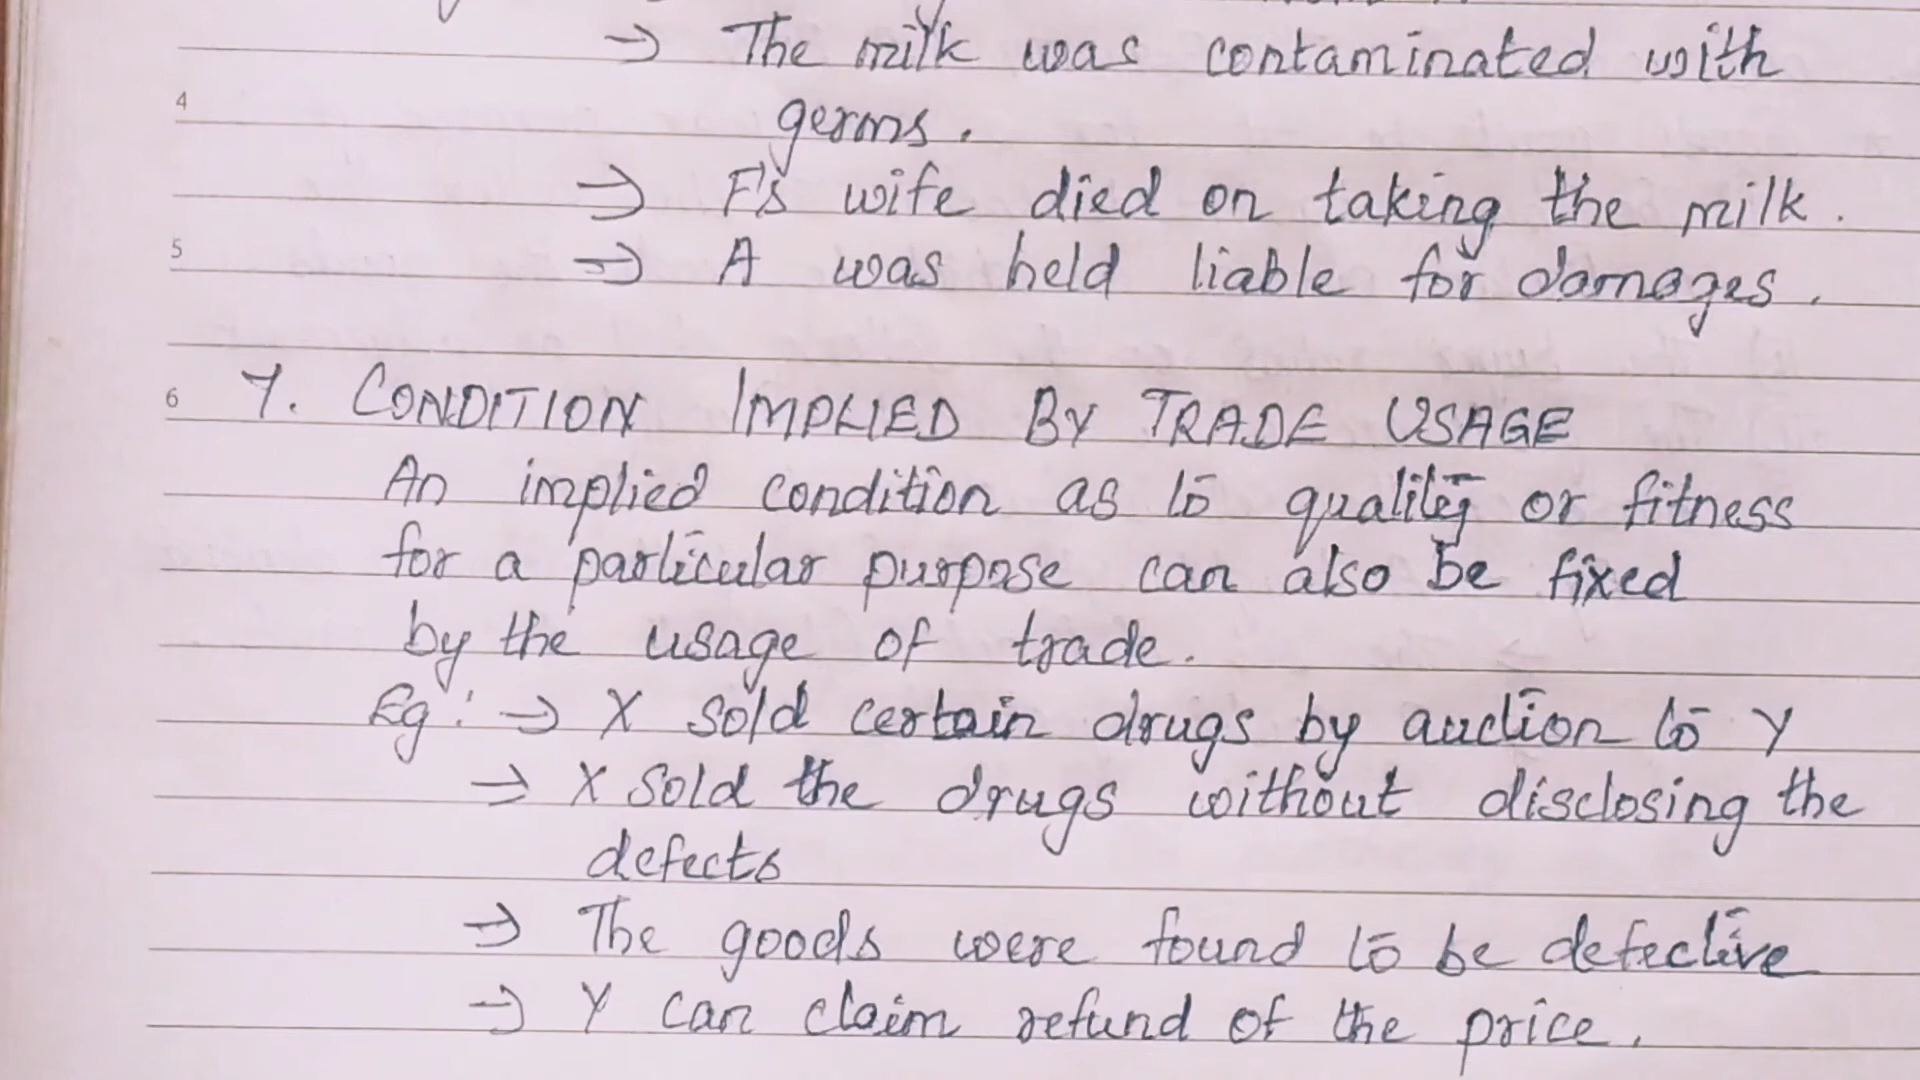 ⇒ The milk was contaminated with
4
germs.
⇒ F's wife died on taking the milk.
5
⇒ A was held liable for damages.
6
7. CONDITION IMPLIED BY TRADE USAGE
An implied condition as to quality or fitness
for a particular purpose can also be fixed
by the usage of trade.
Eg: ⇒ X sold certain drugs by auction to Y
⇒ X sold the drugs without disclosing the
defects
⇒ The goods were found to be defective
⇒ Y can claim refund of the price.